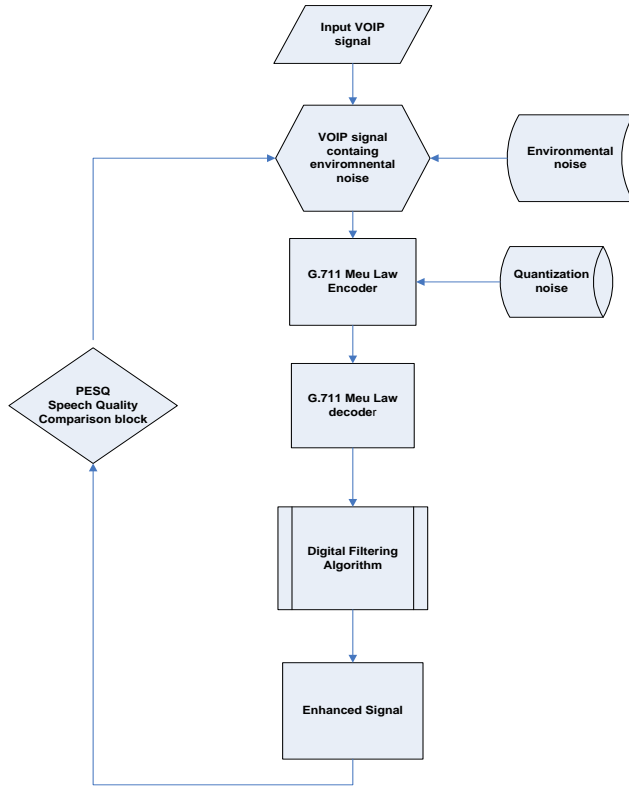 Input VOIP
signal
VOIP signal
containg
enviromnental
noise
Environmental
noise
G.711 Meu Law
Encoder
Quantization
noise
PESQ
Speech Quality
Comparison block
G.711 Meu Law
decoder
Digital Filtering
Algorithm
Enhanced Signal